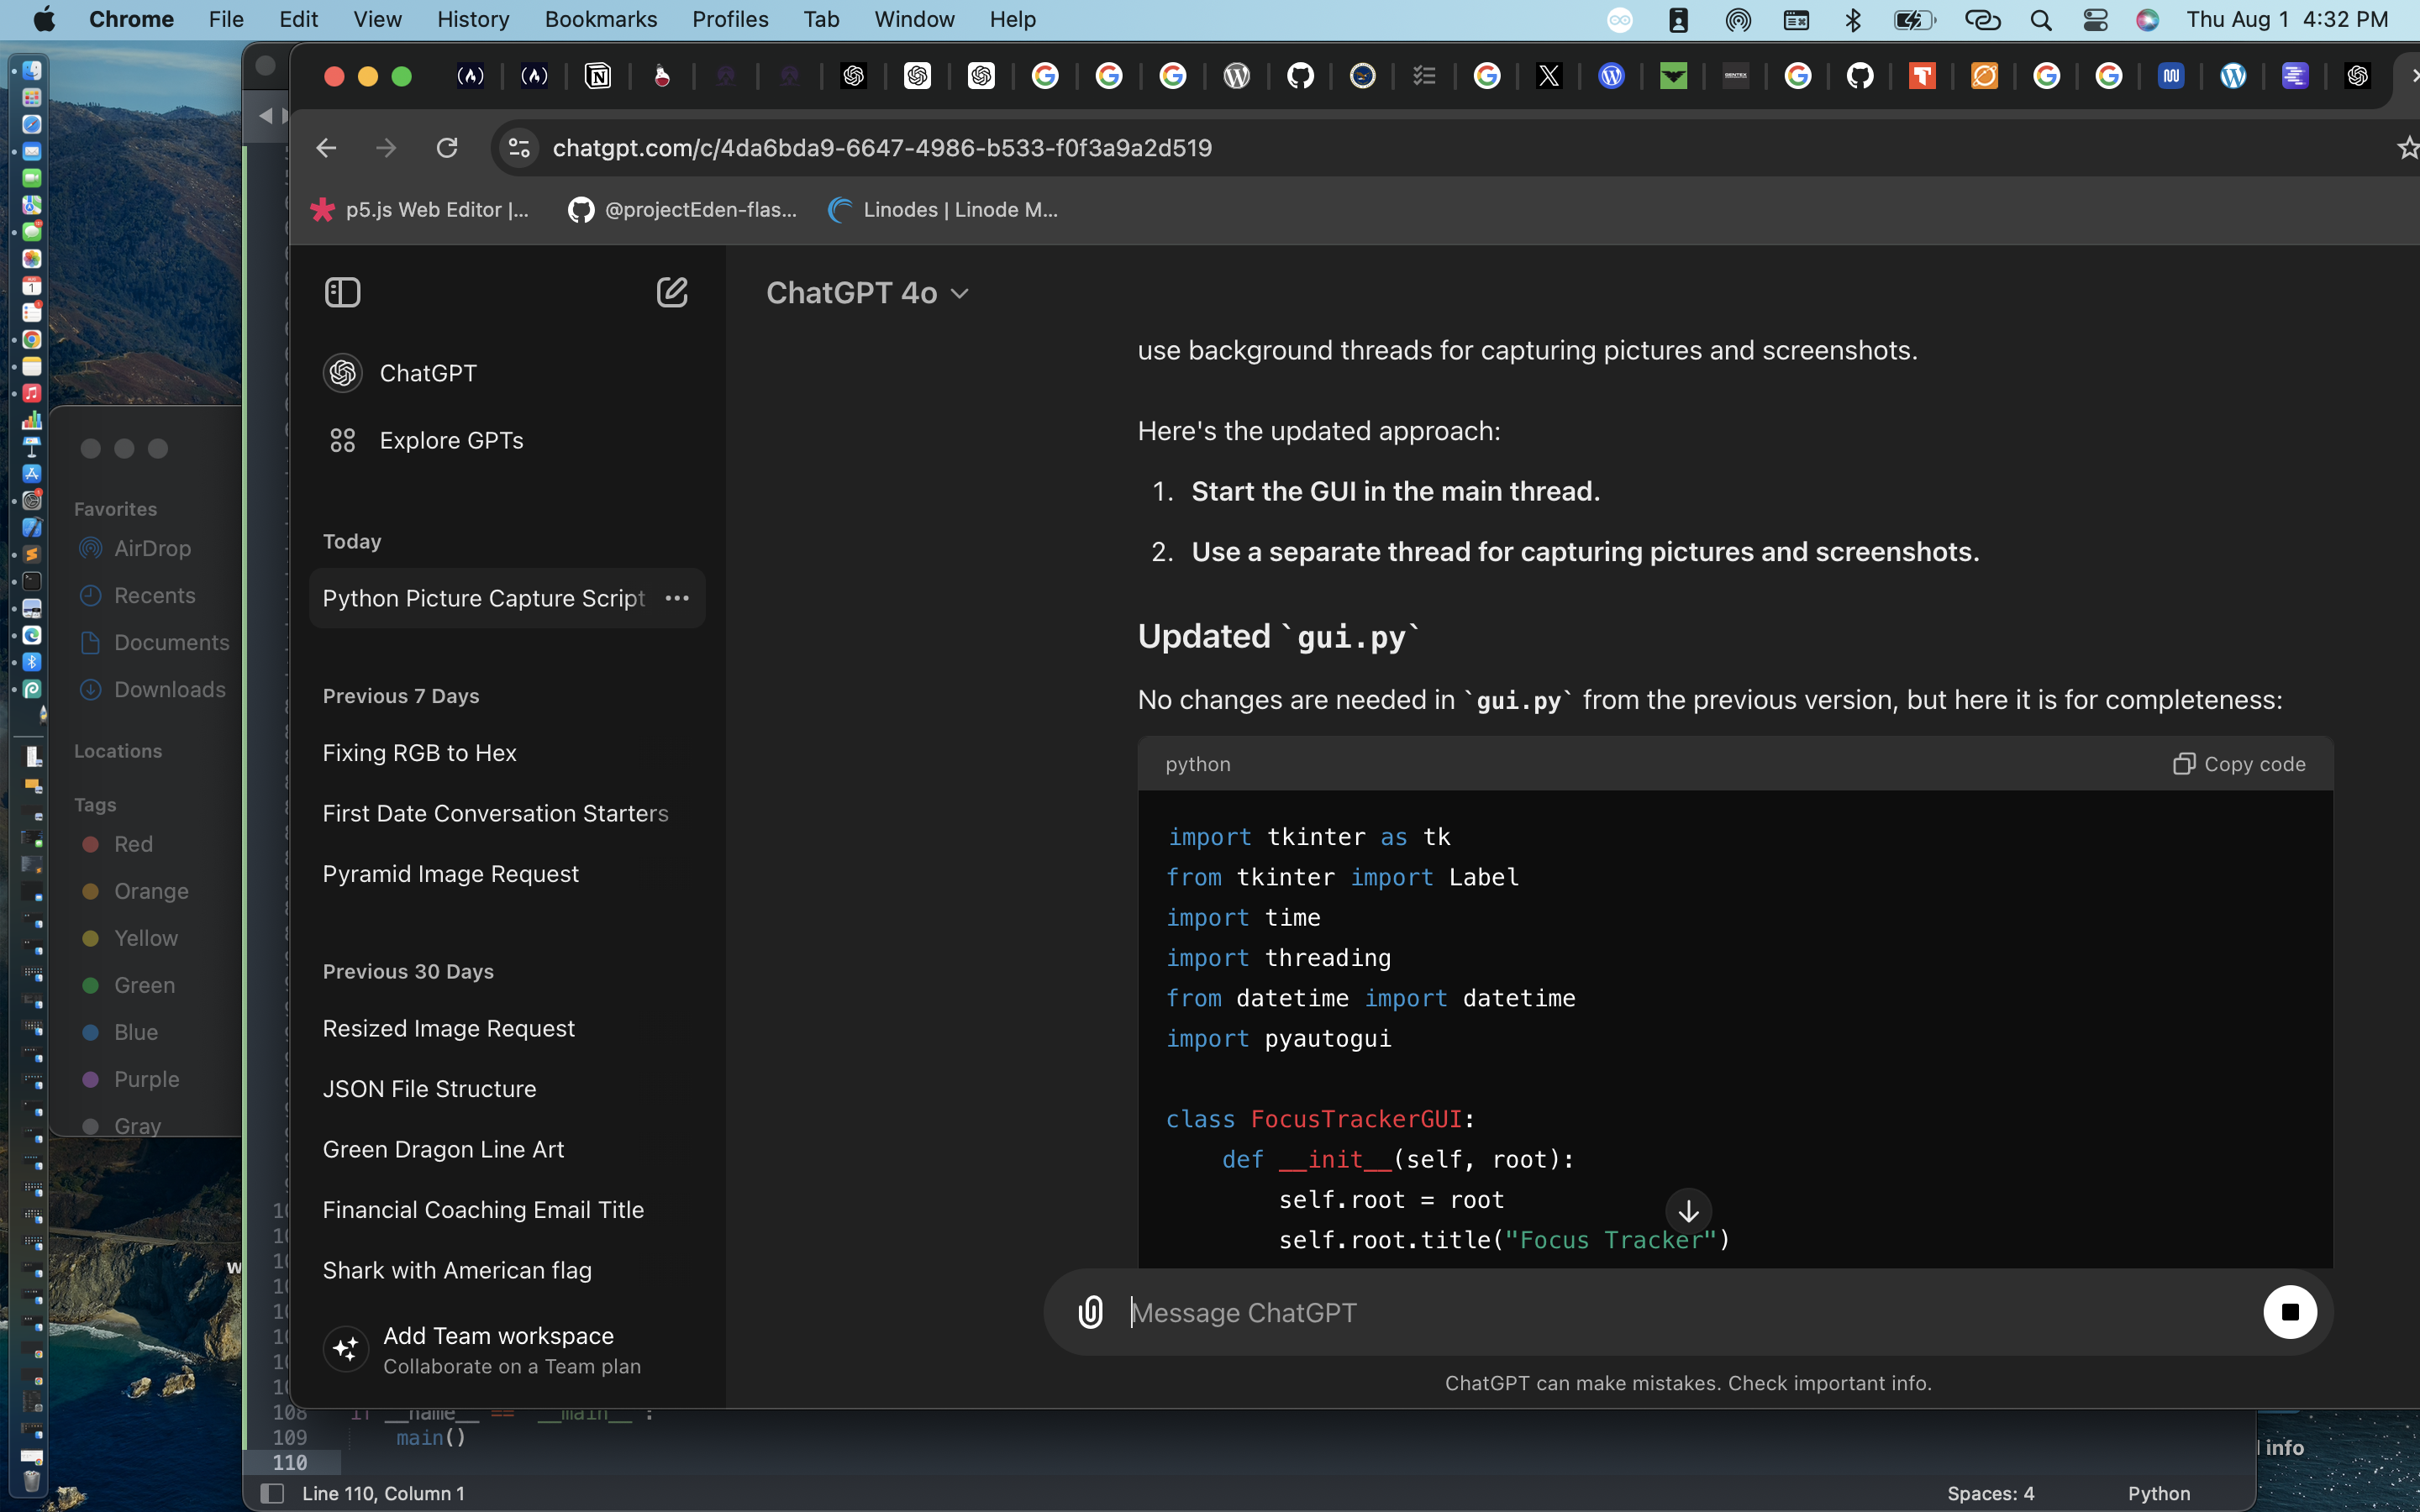 Chrome File Edit View History Bookmarks Profiles Tab Window Help
Thu Aug 1 4:32 PM
chatgpt.com/c/4da6bda9-6647-4986-b533-f0f3a9a2d519
p5.js Web Editor |...
@projectEden-flas...
Linodes | Linode M...
Favorites
AirDrop
Recents
Documents
Downloads
Locations
Tags
Red
Orange
Yellow
Green
Blue
Purple
Gray
ChatGPT
Explore GPTs
Today
Python Picture Capture Script
Previous 7 Days
Fixing RGB to Hex
First Date Conversation Starters
Pyramid Image Request
Previous 30 Days
Resized Image Request
JSON File Structure
Green Dragon Line Art
Financial Coaching Email Title
Shark with American flag
Add Team workspace
Collaborate on a Team plan
ChatGPT 4o
use background threads for capturing pictures and screenshots.
Here's the updated approach:
1. Start the GUI in the main thread.
2. Use a separate thread for capturing pictures and screenshots.
Updated `gui.py`
No changes are needed in `gui.py` from the previous version, but here it is for completeness:
python
Copy code
import tkinter as tk
from tkinter import Label
import time
import threading
from datetime import datetime
import pyautogui
class FocusTrackerGUI:
def __init__(self, root):
self.root = root
self.root.title("Focus Tracker")
Message ChatGPT
ChatGPT can make mistakes. Check important info.
108 if __name__ == "__main__":
109 main()
110
info
Line 110, Column 1
Spaces: 4
Python